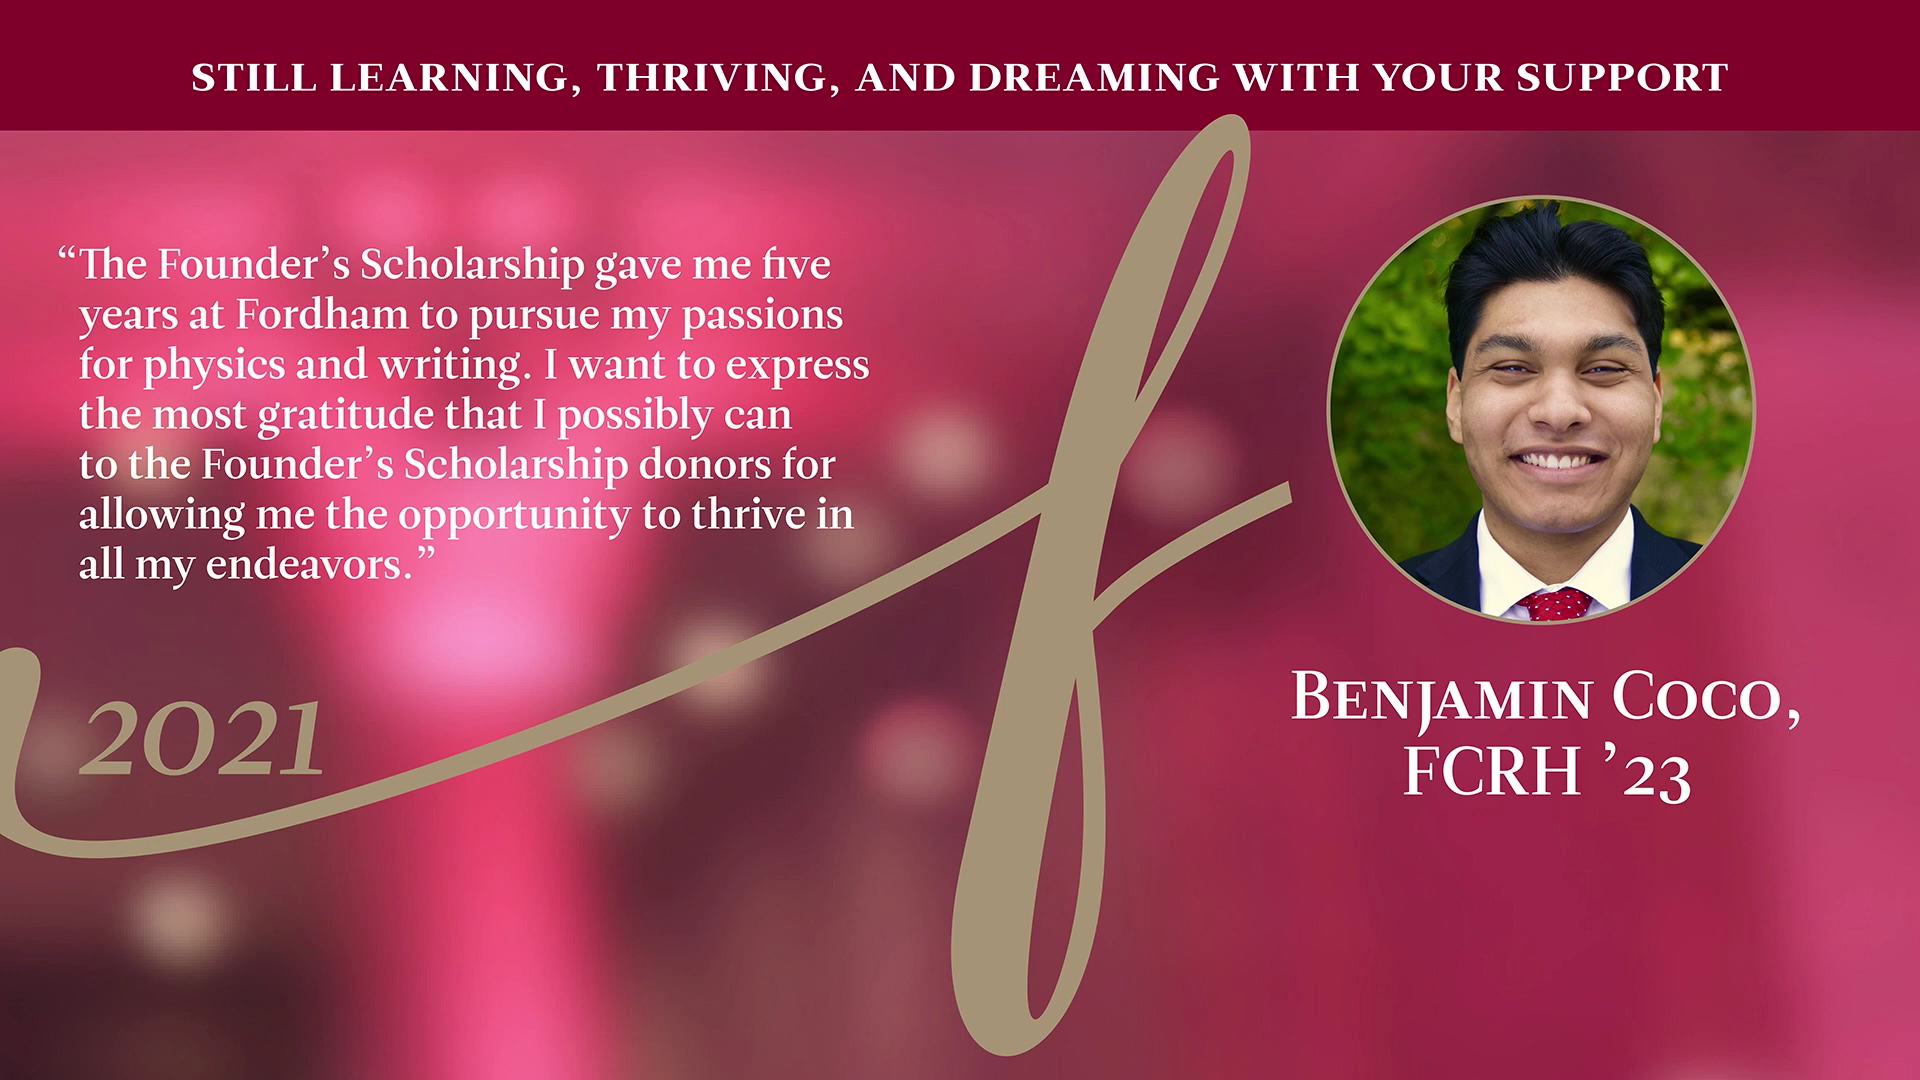 STILL LEARNING, THRIVING, AND DREAMING WITH YOUR SUPPORT
“The Founder’s Scholarship gave me five
years at Fordham to pursue my passions
for physics and writing. I want to express
the most gratitude that I possibly can
to the Founder’s Scholarship donors for
allowing me the opportunity to thrive in
all my endeavors.”
2021
f
BENJAMIN COCO,
FCRH ’23